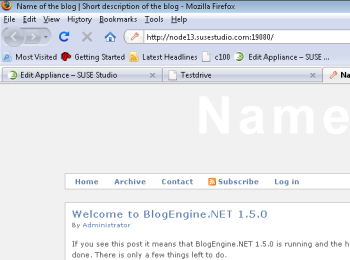 Name of the blog | Short description of the blog - Mozilla Firefox
File Edit View History Bookmarks Tools Help
http://node13.susestudio.com:19080/
Most Visited Getting Started Latest Headlines c100 Edit Appliance – SUSE ...
Edit Appliance – SUSE Studio Testdrive Na
Name
Home Archive Contact Subscribe Log in
Welcome to BlogEngine.NET 1.5.0
By Administrator
If you see this post it means that BlogEngine.NET 1.5.0 is running and the h
done. There is only a few things left to do.